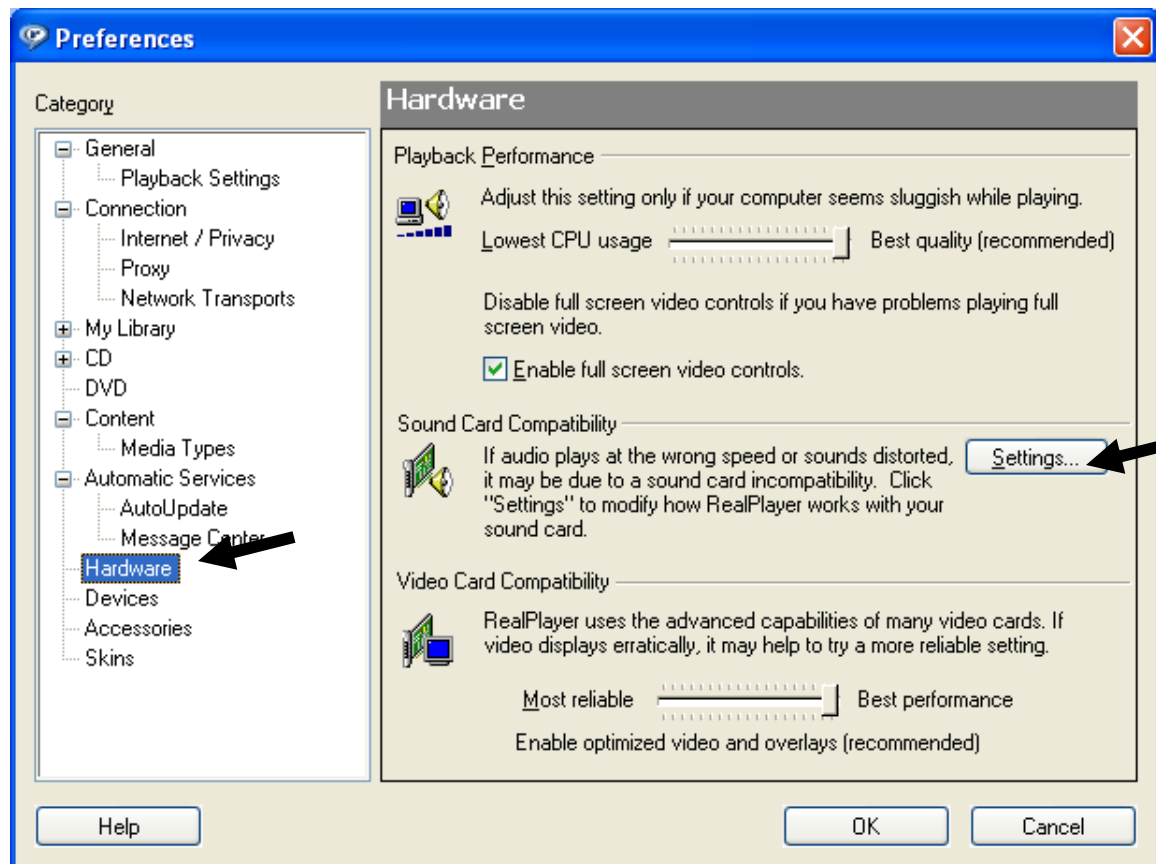 Preferences
Category
General
Playback Settings
Connection
Internet / Privacy
Proxy
Network Transports
My Library
CD
DVD
Content
Media Types
Automatic Services
AutoUpdate
Message Center
Hardware
Devices
Accessories
Skins
Hardware
Playback Performance
Adjust this setting only if your computer seems sluggish while playing.
Lowest CPU usage Best quality (recommended)
Disable full screen video controls if you have problems playing full
screen video.
Enable full screen video controls.
Sound Card Compatibility
If audio plays at the wrong speed or sounds distorted,
it may be due to a sound card incompatibility. Click
"Settings" to modify how RealPlayer works with your
sound card.
Settings...
Video Card Compatibility
RealPlayer uses the advanced capabilities of many video cards. If
video displays erratically, it may help to try a more reliable setting.
Most reliable Best performance
Enable optimized video and overlays (recommended)
Help OK Cancel